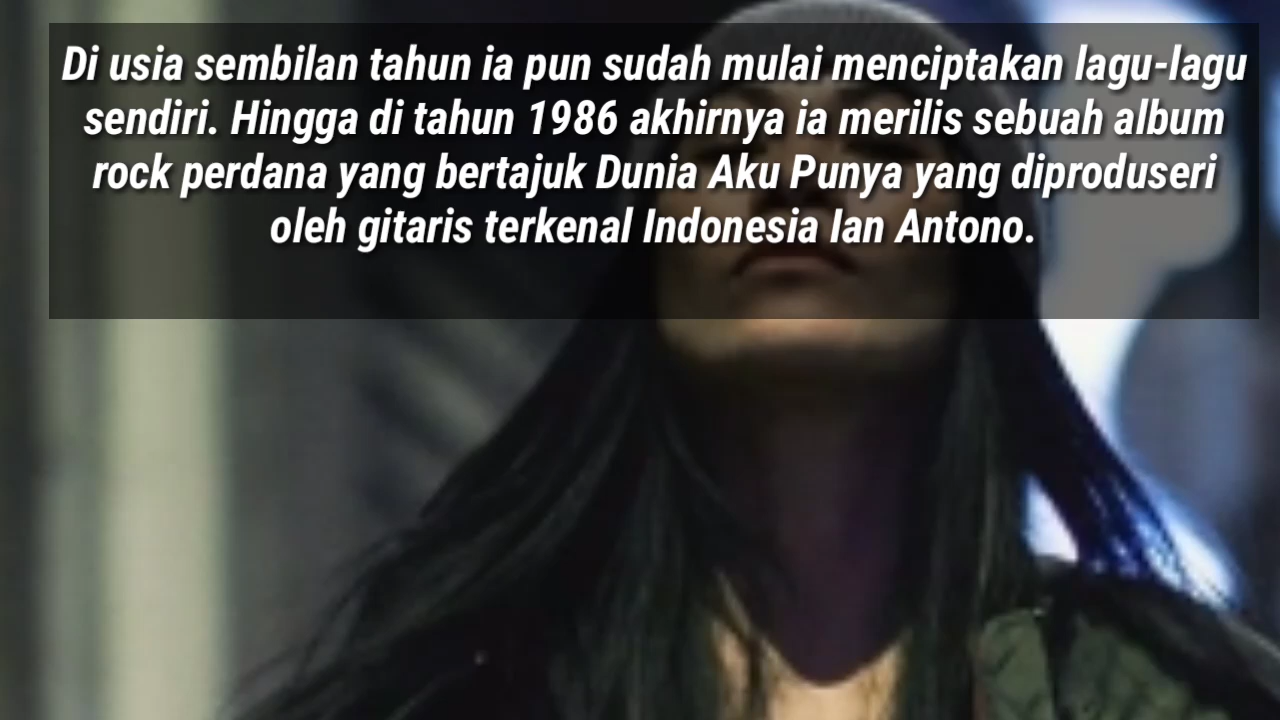 Di usia sembilan tahun ia pun sudah mulai menciptakan lagu-lagu
sendiri. Hingga di tahun 1986 akhirnya ia merilis sebuah album
rock perdana yang bertajuk Dunia Aku Punya yang diproduseri
oleh gitaris terkenal Indonesia Ian Antono.